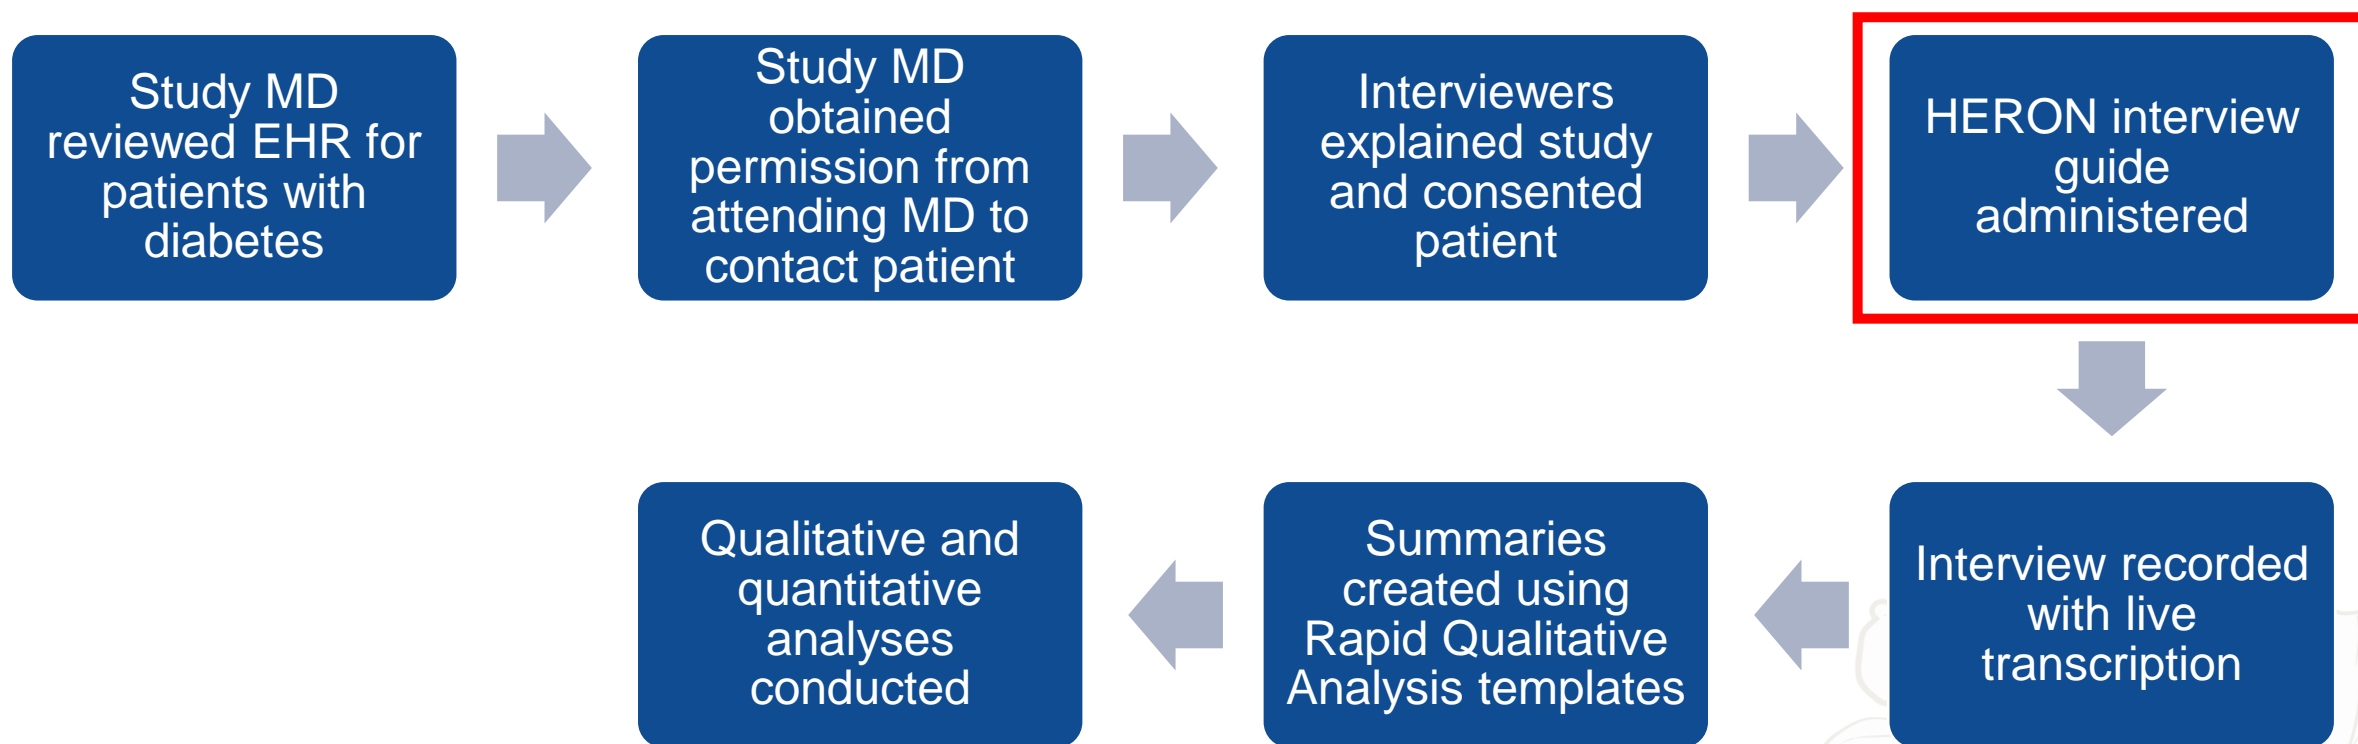 Study MD
reviewed EHR for
patients with
diabetes
Study MD
obtained
permission from
attending MD to
contact patient
Interviewers
explained study
and consented
patient
HERON interview
guide
administered
Interview recorded
with live
transcription
Summaries
created using
Rapid Qualitative
Analysis templates
Qualitative and
quantitative
analyses
conducted